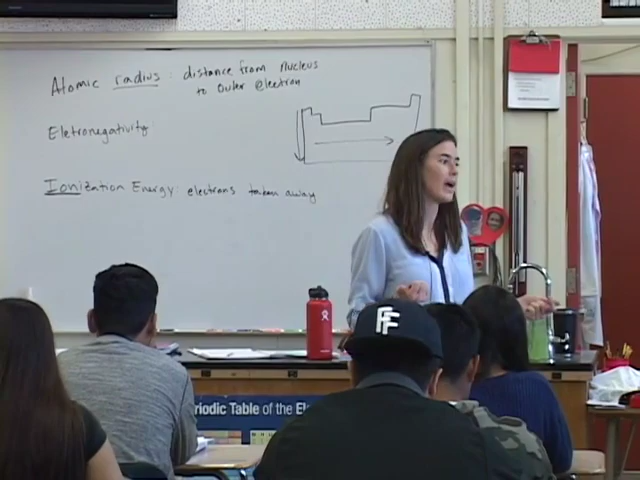 Atomic radius : distance from Nucleus
to outer electron
Eletronegativity:
Ionization Energy: electrons taken away
FF
riodic Table of the El